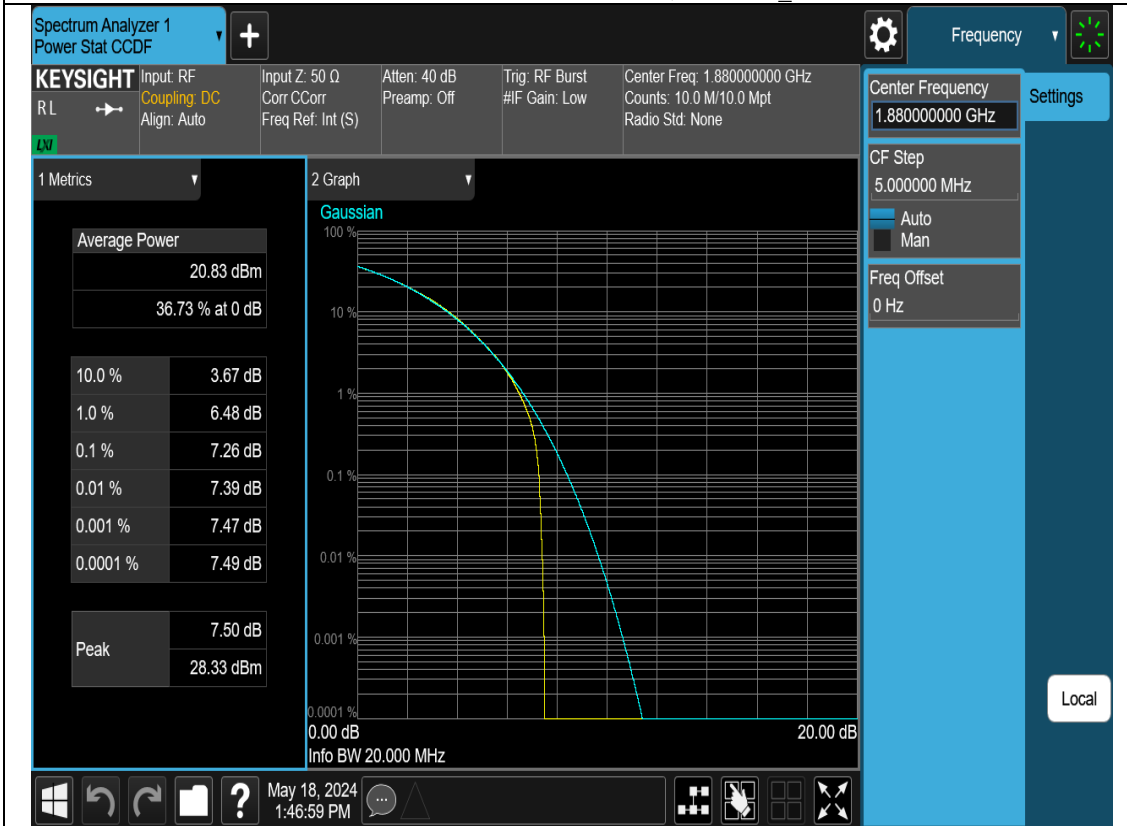 Spectrum Analyzer 1
Power Stat CCDF
Frequency
KEYSIGHT
RL
LXI
Input: RF
Coupling: DC
Align: Auto
Input Z: 50 Ω
Corr CCorr
Freq Ref: Int (S)
Atten: 40 dB
Preamp: Off
Trig: RF Burst
#IF Gain: Low
Center Freq: 1.880000000 GHz
Counts: 10.0 M/10.0 Mpt
Radio Std: None
Center Frequency
1.880000000 GHz
Settings
CF Step
5.000000 MHz
Auto
Man
Freq Offset
0 Hz
Local
1 Metrics
Average Power
20.83 dBm
36.73 % at 0 dB
10.0 % 3.67 dB
1.0 % 6.48 dB
0.1 % 7.26 dB
0.01 % 7.39 dB
0.001 % 7.47 dB
0.0001 % 7.49 dB
Peak
7.50 dB
28.33 dBm
2 Graph
Gaussian
100 %
10 %
1 %
0.1 %
0.01 %
0.001 %
0.0001 %
0.00 dB 20.00 dB
Info BW 20.000 MHz
?
May 18, 2024
1:46:59 PM